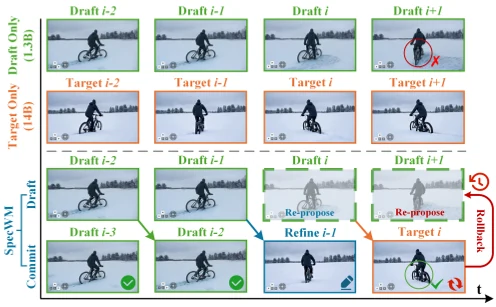 Draft i-2 Draft i-1 Draft i Draft i+1
Draft Only
(1.3B)
Target i-2 Target i-1 Target i Target i+1
Target Only
(14B)
Draft i-2 Draft i-1 Draft i Draft i+1
SpecWM
Draft
Re-propose Re-propose
Rollback
Draft i-3 Draft i-2 Refine i-1 Target i
Commit
t